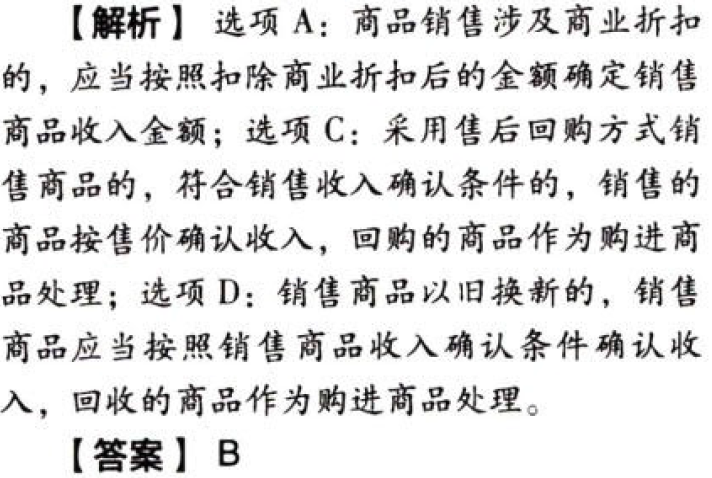 【解析】 选项 A：商品销售涉及商业折扣
的，应当按照扣除商业折扣后的金额确定销售
商品收入金额；选项 C：采用售后回购方式销
售商品的，符合销售收入确认条件的，销售的
商品按售价确认收入，回购的商品作为购进商
品处理；选项 D：销售商品以旧换新的，销售
商品应当按照销售商品收入确认条件确认收
入，回收的商品作为购进商品处理。
【答案】 B